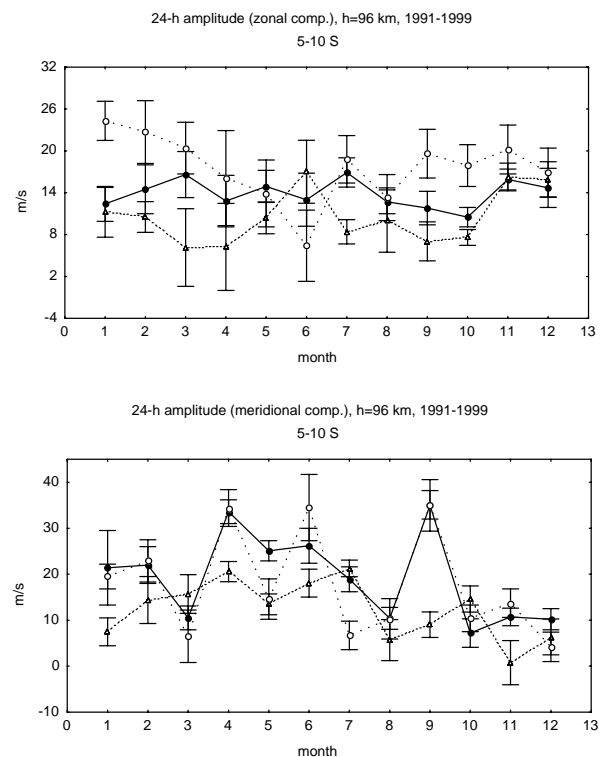 24-h amplitude (zonal comp.), h=96 km, 1991-1999
5-10 S
32
26
20
14
8
2
-4
m/s
0 1 2 3 4 5 6 7 8 9 10 11 12 13
month
24-h amplitude (meridional comp.), h=96 km, 1991-1999
5-10 S
50
40
30
20
10
0
-10
m/s
0 1 2 3 4 5 6 7 8 9 10 11 12 13
month